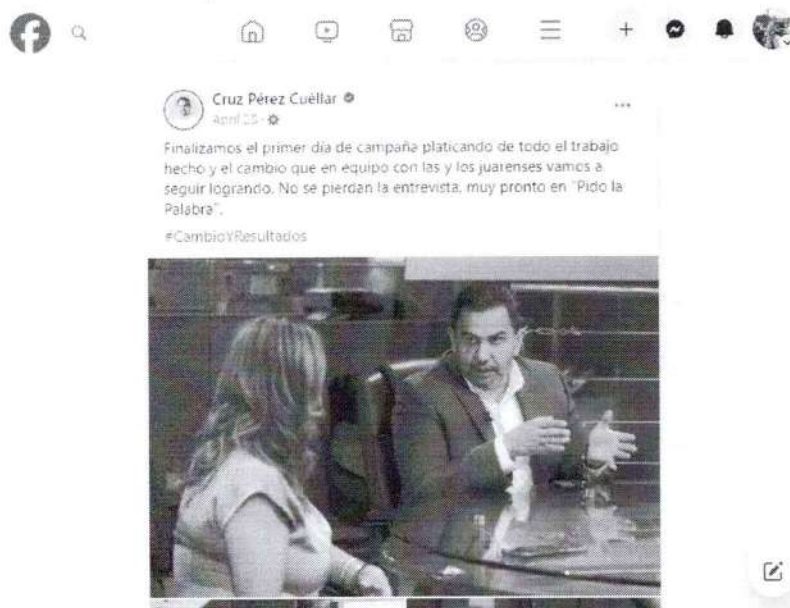 Cruz Pérez Cuéllar
April 25
Finalizamos el primer día de campaña platicando de todo el trabajo
hecho y el cambio que en equipo con las y los juarenses vamos a
seguir logrando. No se pierdan la entrevista, muy pronto en "Pido la
Palabra".
#CambioYResultados